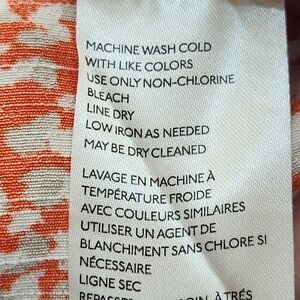 MACHINE WASH COLD
WITH LIKE COLORS
USE ONLY NON-CHLORINE
BLEACH
LINE DRY
LOW IRON AS NEEDED
MAY BE DRY CLEANED
LAVAGE EN MACHINE À
TEMPÉRATURE FROIDE
AVEC COULEURS SIMILAIRES
UTILISER UN AGENT DE
BLANCHIMENT SANS CHLORE SI
NÉCESSAIRE
LIGNE SEC
À TRÉS